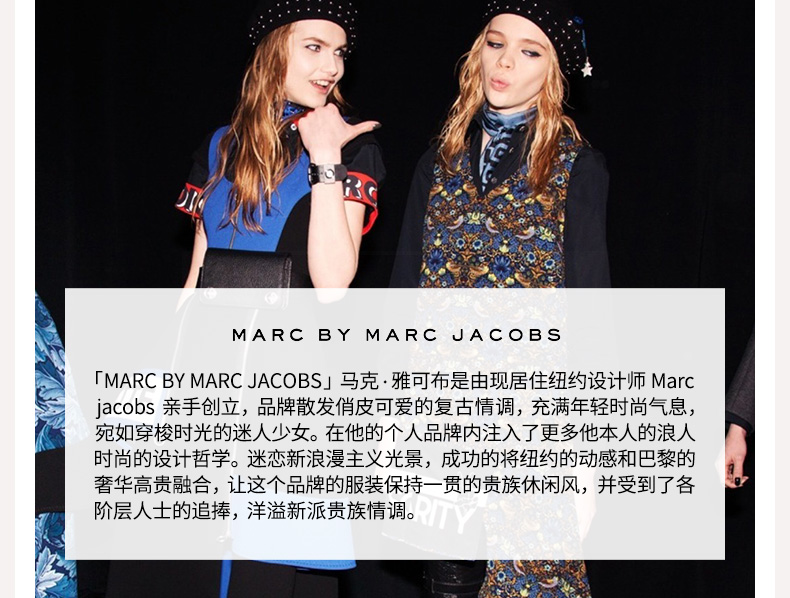 MARC BY MARC JACOBS
「MARC BY MARC JACOBS」马克·雅可布是由现居住纽约设计师 Marc
jacobs 亲手创立，品牌散发俏皮可爱的复古情调，充满年轻时尚气息，
宛如穿梭时光的迷人少女。在他的个人品牌内注入了更多他本人的浪人
时尚的设计哲学。迷恋新浪漫主义光景，成功的将纽约的动感和巴黎的
奢华高贵融合，让这个品牌的服装保持一贯的贵族休闲风，并受到了各
阶层人士的追捧，洋溢新派贵族情调。
RITY